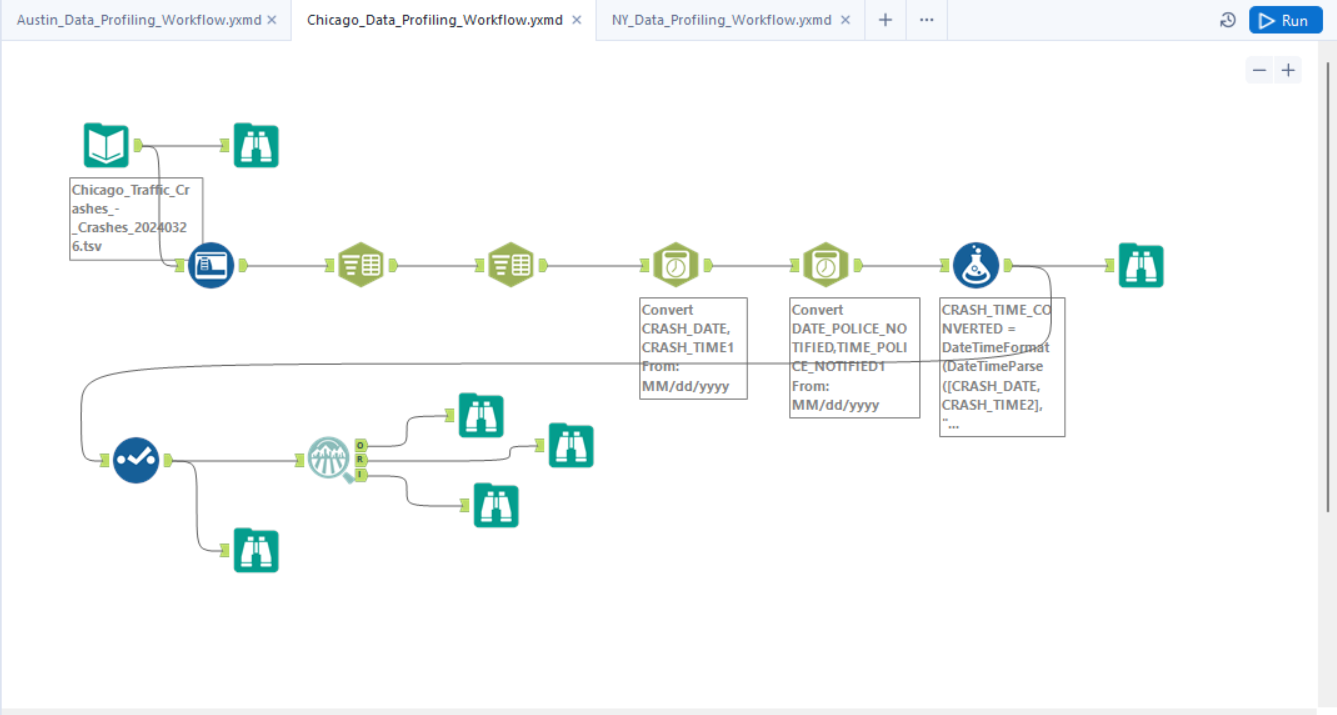 Austin_Data_Profiling_Workflow.yxmd
Chicago_Data_Profiling_Workflow.yxmd
NY_Data_Profiling_Workflow.yxmd
Run
Chicago_Traffic_Cr
ashes_-
_Crashes_2024032
6.tsv
Convert
CRASH_DATE,
CRASH_TIME1
From:
MM/dd/yyyy
Convert
DATE_POLICE_NO
TIFIED,TIME_POLI
CE_NOTIFIED1
From:
MM/dd/yyyy
CRASH_TIME_CO
NVERTED =
DateTimeFormat
(DateTimeParse
([CRASH_DATE,
CRASH_TIME2],
"...
O
R
I